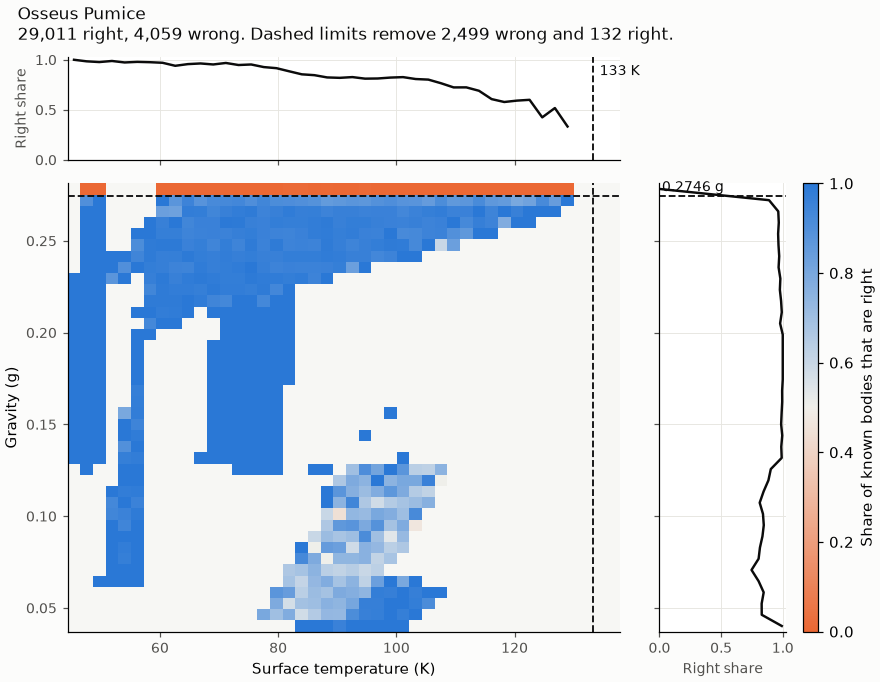 Osseus Pumice
29,011 right, 4,059 wrong. Dashed limits remove 2,499 wrong and 132 right.
Right share
1.0
0.5
0.0
133 K
Gravity (g)
0.25
0.20
0.15
0.10
0.05
60
80
100
120
Surface temperature (K)
0.2746 g
0.0
0.5
1.0
Right share
1.0
0.8
0.6
0.4
0.2
0.0
Share of known bodies that are right